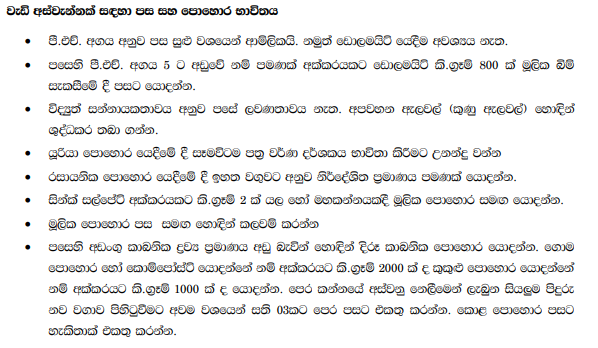 වැඩි අස්වැන්නක් සඳහා පස සහ පොහොර භාවිතය
• පී.එච්. අගය අනුව පස සුළු වශයෙන් ආම්ලිකයි. නමුත් ඩොලමයිට් යෙදීම අවශ්‍යය නැත.
• පසෙහි පී.එච්. අගය 5 ට අඩුවේ නම් පමණක් අක්කරයකට ඩොලමයිට් කි.ග්‍රෑම් 800 ක් මූලික බිම්
සැකසීමේ දී පසට යොදන්න.
• විද්‍යුත් සන්නායකතාවය අනුව පසේ ලවණතාවය නැත. අපවහන ඇලවල් (කුණු ඇලවල්) හොඳින්
ශුද්ධකර තබා ගන්න.
• යූරියා පොහොර යෙදීමේ දී සෑමවිටම පත්‍ර වර්ණ දර්ශකය භාවිතා කිරීමට උනන්දු වන්න
• රසායනික පොහොර යෙදීමේ දී ඉහත වගුවට අනුව නිර්දේශිත ප්‍රමාණය පමණක් යොදන්න.
• සින්ක් සල්පේට් අක්කරයකට කි.ග්‍රෑම් 2 ක් යල හෝ මහකන්නයකදී මූලික පොහොර සමඟ යොදන්න.
• මූලික පොහොර පස සමඟ හොඳින් කලවම් කරන්න
• පසෙහි අඩංගු කාබනික ද්‍රව්‍ය ප්‍රමාණය අඩු බැවින් හොඳින් දිරූ කාබනික පොහොර යොදන්න. ගොම
පොහොර හෝ කොම්පෝස්ට් යොදන්නේ නම් අක්කරයට කි.ග්‍රෑම් 2000 ක් ද කුකුළු පොහොර යොදන්නේ
නම් අක්කරයට කි.ග්‍රෑම් 1000 ක් ද යොදන්න. පෙර කන්නයේ අස්වනු නෙලීමෙන් ලැබුන සියලුම පිදුරු
නව වගාව පිහිටුවීමට අවම වශයෙන් සති 03කට පෙර පසට එකතු කරන්න. කොළ පොහොර පසට
හැකිතාක් එකතු කරන්න.